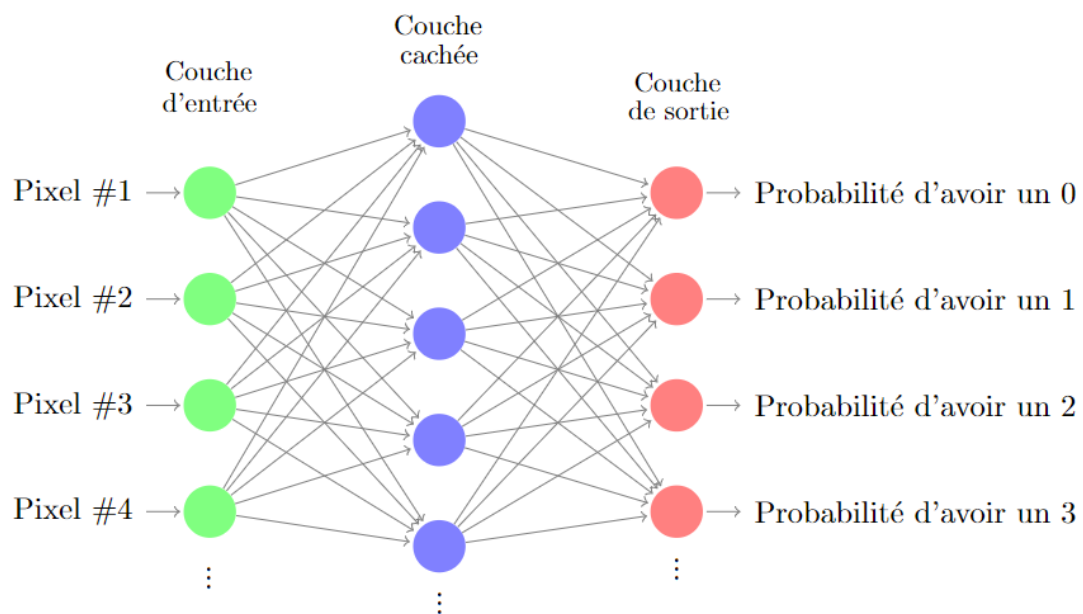 Couche
cachée
Couche
d'entrée
Couche
de sortie
Pixel #1
Probabilité d'avoir un 0
Pixel #2
Probabilité d'avoir un 1
Pixel #3
Probabilité d'avoir un 2
Pixel #4
Probabilité d'avoir un 3